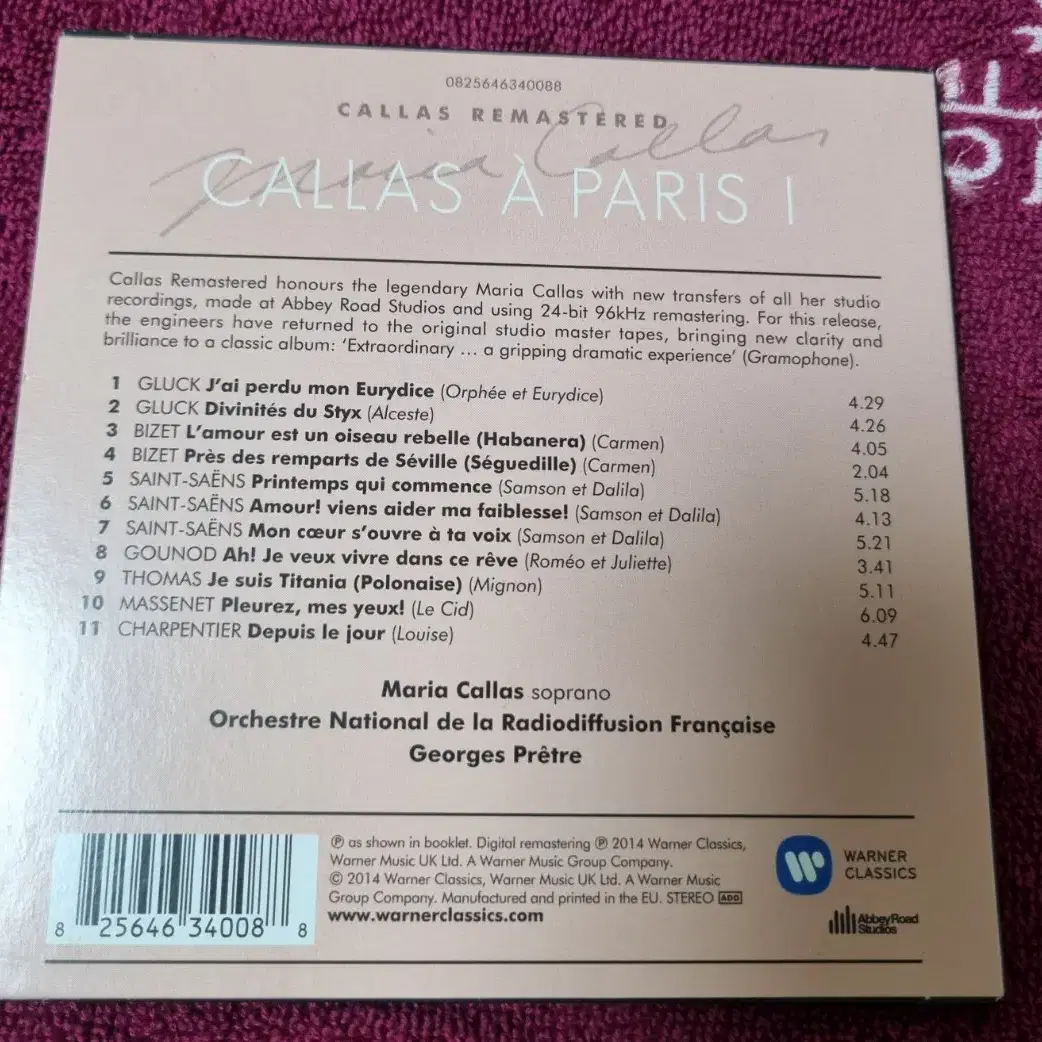 0825646340088
CALLAS REMASTERED
Maria Callas
CALLAS À PARIS I
Callas Remastered honours the legendary Maria Callas with new transfers of all her studio
recordings, made at Abbey Road Studios and using 24-bit 96kHz remastering. For this release,
the engineers have returned to the original studio master tapes, bringing new clarity and
brilliance to a classic album: ‘Extraordinary ... a gripping dramatic experience’ (Gramophone).
1 GLUCK J’ai perdu mon Eurydice (Orphée et Eurydice) 4.29
2 GLUCK Divinités du Styx (Alceste) 4.26
3 BIZET L’amour est un oiseau rebelle (Habanera) (Carmen) 4.05
4 BIZET Près des remparts de Séville (Séguedille) (Carmen) 2.04
5 SAINT-SAËNS Printemps qui commence (Samson et Dalila) 5.18
6 SAINT-SAËNS Amour! viens aider ma faiblesse! (Samson et Dalila) 4.13
7 SAINT-SAËNS Mon cœur s’ouvre à ta voix (Samson et Dalila) 5.21
8 GOUNOD Ah! Je veux vivre dans ce rêve (Roméo et Juliette) 3.41
9 THOMAS Je suis Titania (Polonaise) (Mignon) 5.11
10 MASSENET Pleurez, mes yeux! (Le Cid) 6.09
11 CHARPENTIER Depuis le jour (Louise) 4.47
Maria Callas soprano
Orchestre National de la Radiodiffusion Française
Georges Prêtre
8 25646 34008 8
℗ as shown in booklet. Digital remastering ℗ 2014 Warner Classics,
Warner Music UK Ltd. A Warner Music Group Company.
© 2014 Warner Classics, Warner Music UK Ltd. A Warner Music
Group Company. Manufactured and printed in the EU. STEREO ADD
www.warnerclassics.com
WARNER
CLASSICS
Abbey Road
Studios